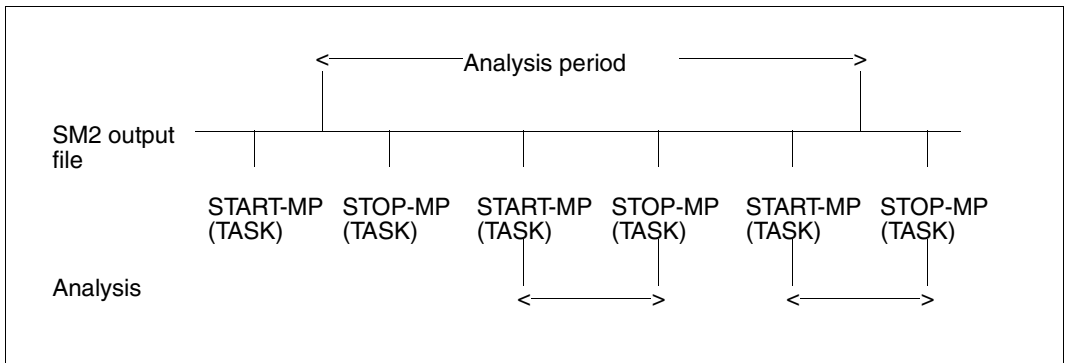 Analysis period
SM2 output
file
START-MP STOP-MP START-MP STOP-MP START-MP STOP-MP
(TASK) (TASK) (TASK) (TASK) (TASK) (TASK)
Analysis